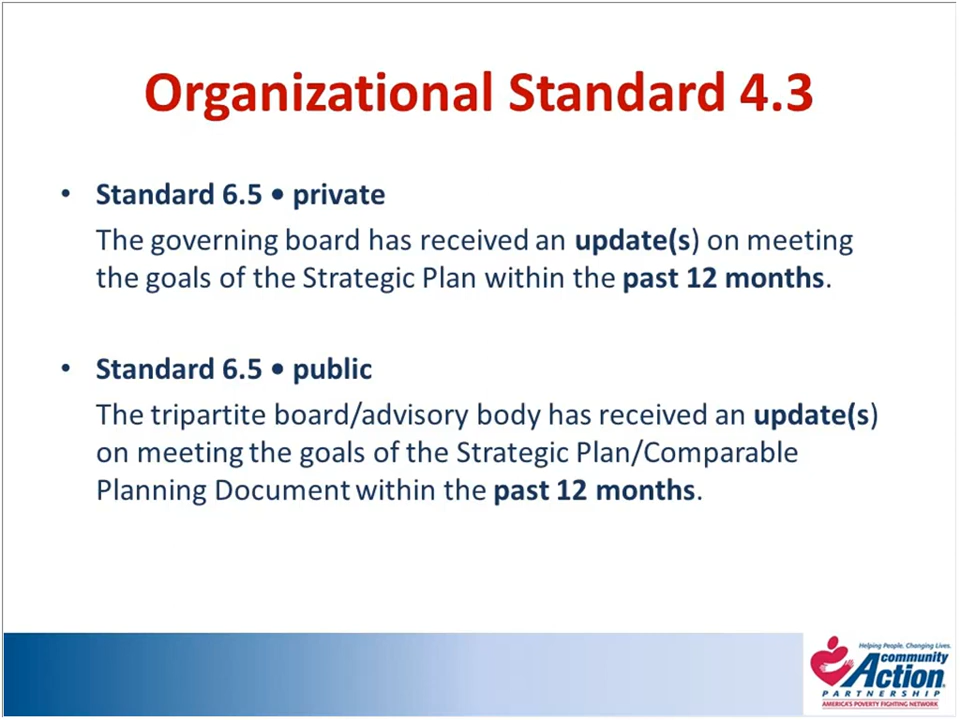 Organizational Standard 4.3
• Standard 6.5 • private
The governing board has received an update(s) on meeting
the goals of the Strategic Plan within the past 12 months.
• Standard 6.5 • public
The tripartite board/advisory body has received an update(s)
on meeting the goals of the Strategic Plan/Comparable
Planning Document within the past 12 months.
Helping People. Changing Lives.
community
Action
PARTNERSHIP
AMERICA'S POVERTY FIGHTING NETWORK